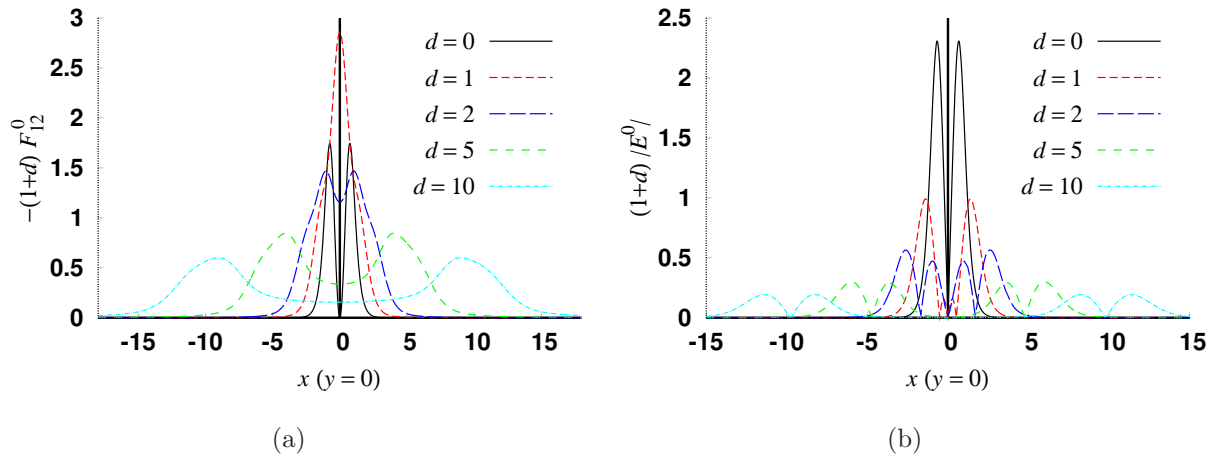 3
2.5
2
1.5
1
0.5
0
-15 -10 -5 0 5 10 15
−(1+d) F⁰₁₂
x (y = 0)
d = 0
d = 1
d = 2
d = 5
d = 10
(a)
2.5
2
1.5
1
0.5
0
-15 -10 -5 0 5 10 15
(1+d) /E⁰/
x (y = 0)
d = 0
d = 1
d = 2
d = 5
d = 10
(b)